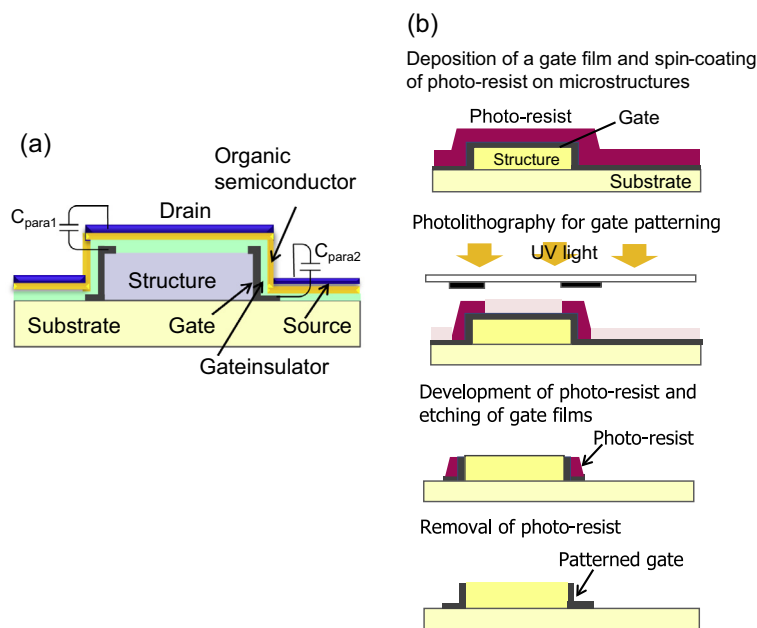 (a)
Organic
semiconductor
Drain
Cpara1
Cpara2
Structure
Substrate
Gate
Source
Gateinsulator
(b)
Deposition of a gate film and spin-coating
of photo-resist on microstructures
Photo-resist
Gate
Structure
Substrate
Photolithography for gate patterning
UV light
Development of photo-resist and
etching of gate films
Photo-resist
Removal of photo-resist
Patterned gate